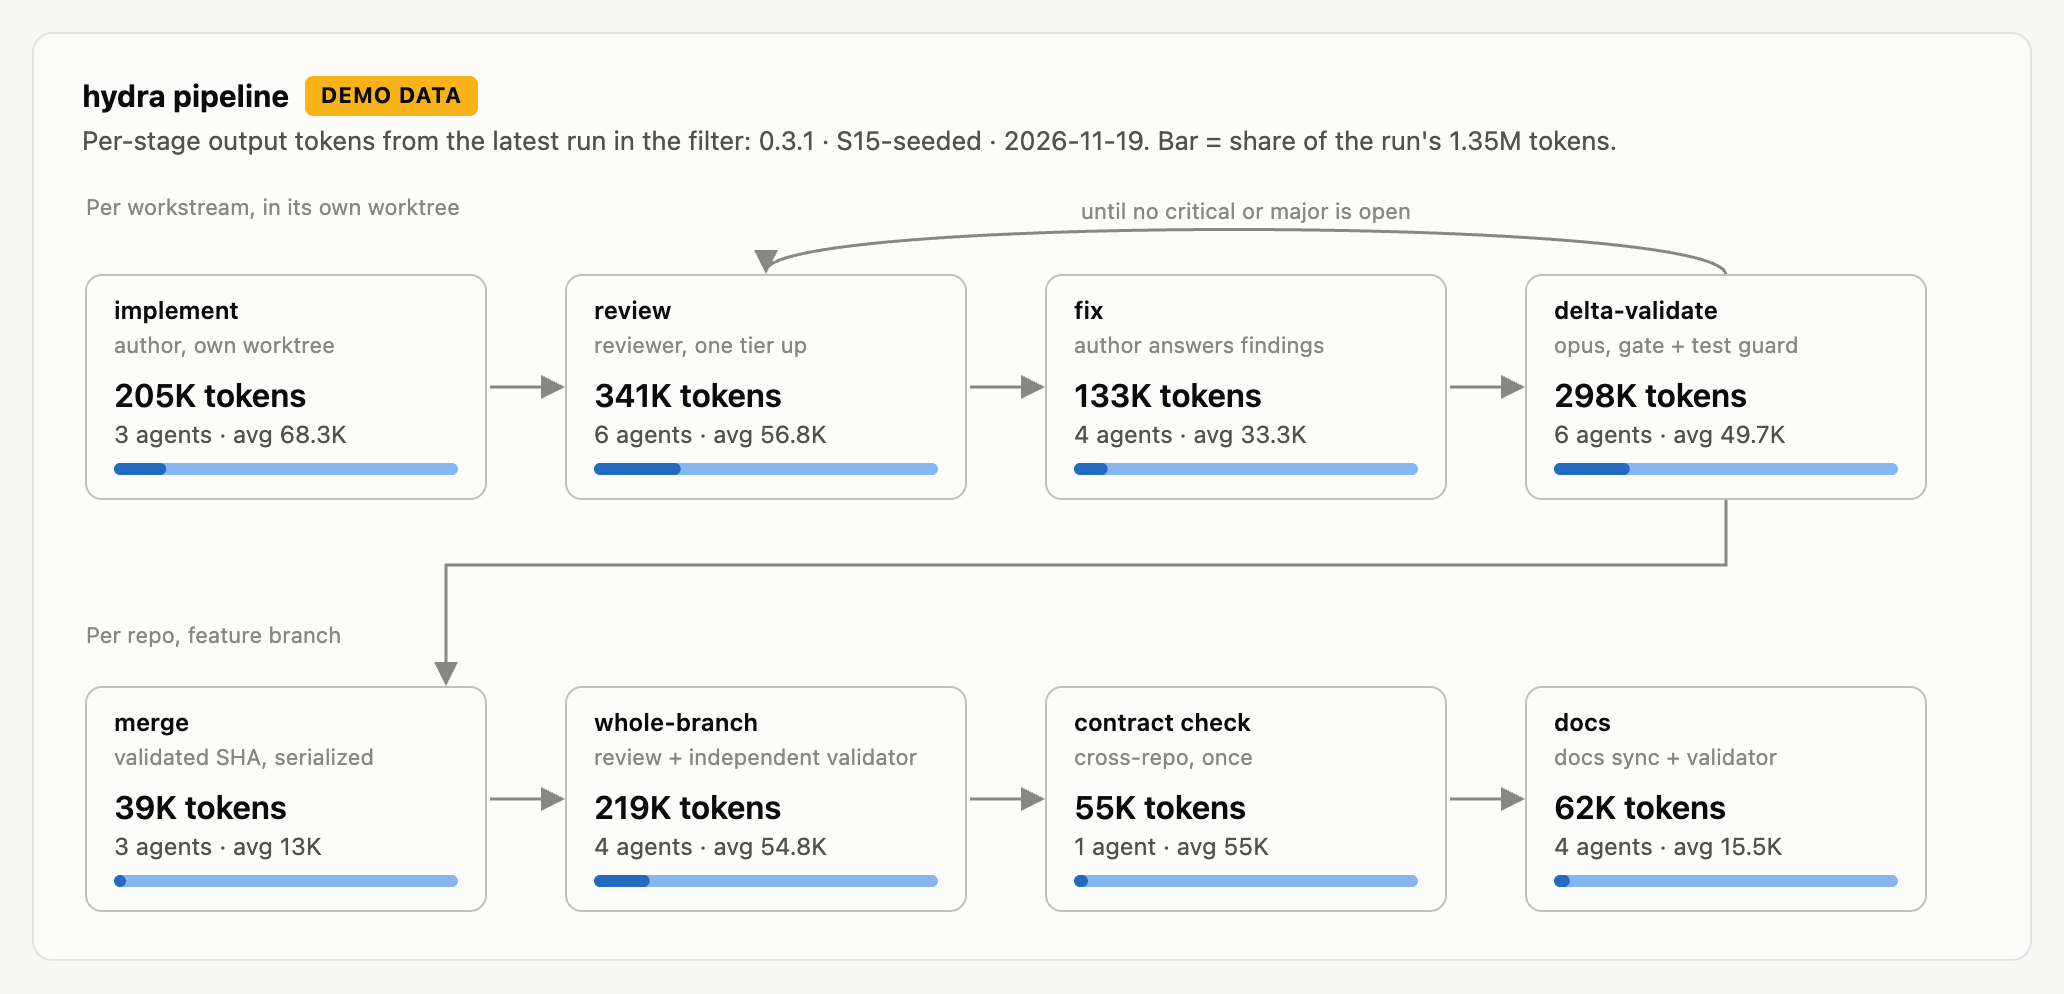 hydra pipeline DEMO DATA
Per-stage output tokens from the latest run in the filter: 0.3.1 · S15-seeded · 2026-11-19. Bar = share of the run's 1.35M tokens.
Per workstream, in its own worktree
until no critical or major is open
implement
author, own worktree
205K tokens
3 agents · avg 68.3K
review
reviewer, one tier up
341K tokens
6 agents · avg 56.8K
fix
author answers findings
133K tokens
4 agents · avg 33.3K
delta-validate
opus, gate + test guard
298K tokens
6 agents · avg 49.7K
Per repo, feature branch
merge
validated SHA, serialized
39K tokens
3 agents · avg 13K
whole-branch
review + independent validator
219K tokens
4 agents · avg 54.8K
contract check
cross-repo, once
55K tokens
1 agent · avg 55K
docs
docs sync + validator
62K tokens
4 agents · avg 15.5K